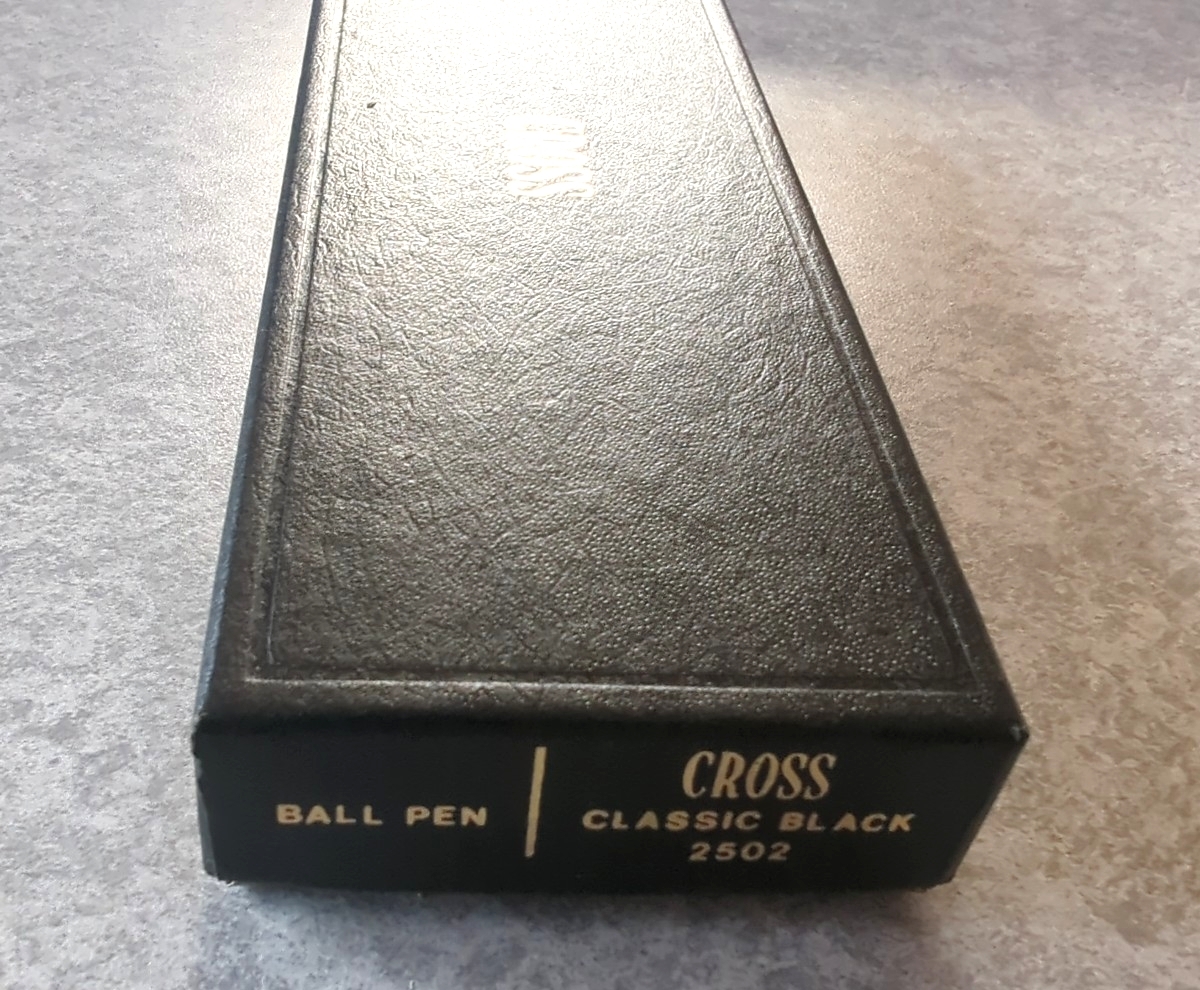 BALL PEN
CROSS
CLASSIC BLACK
2502